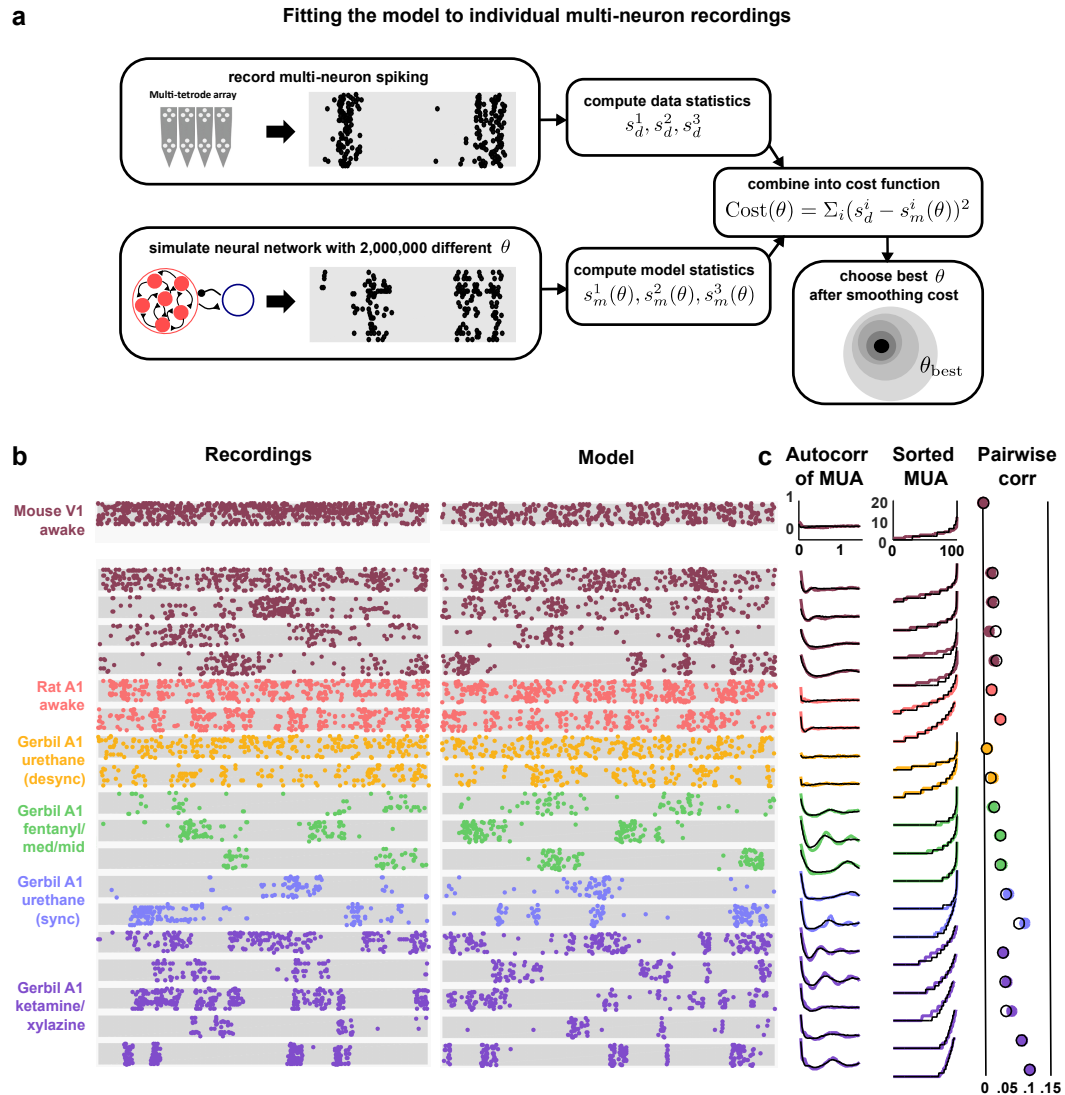 a
Fitting the model to individual multi-neuron recordings
record multi-neuron spiking
Multi-tetrode array
compute data statistics
s_d^1, s_d^2, s_d^3
combine into cost function
Cost(θ) = Σ_i(s_d^i − s_m^i(θ))^2
simulate neural network with 2,000,000 different θ
compute model statistics
s_m^1(θ), s_m^2(θ), s_m^3(θ)
choose best θ
after smoothing cost
θ_best
b
Recordings
Model
c
Autocorr
of MUA
Sorted
MUA
Pairwise
corr
Mouse V1
awake
Rat A1
awake
Gerbil A1
urethane
(desync)
Gerbil A1
fentanyl/
med/mid
Gerbil A1
urethane
(sync)
Gerbil A1
ketamine/
xylazine
1
0
0 1
20
10
0
0 100
0 .05 .1 .15